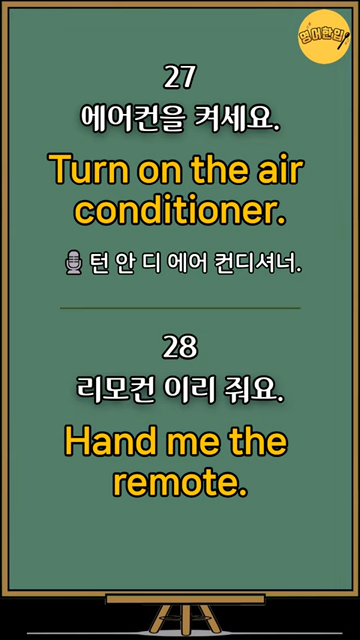 영어한입
27
에어컨을 켜세요.
Turn on the air
conditioner.
턴 안 디 에어 컨디셔너.
28
리모컨 이리 줘요.
Hand me the
remote.